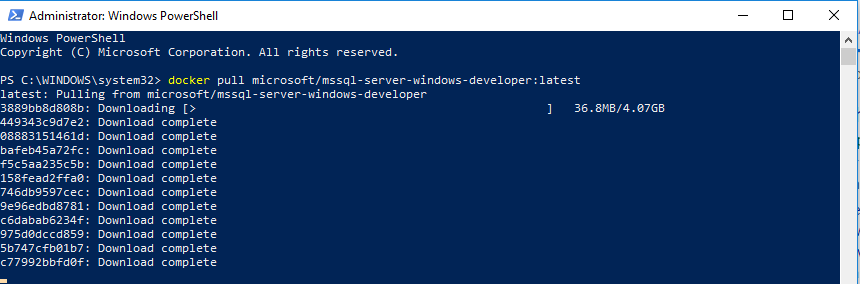 Administrator: Windows PowerShell
Windows PowerShell
Copyright (C) Microsoft Corporation. All rights reserved.
PS C:\WINDOWS\system32> docker pull microsoft/mssql-server-windows-developer:latest
latest: Pulling from microsoft/mssql-server-windows-developer
3889bb8d808b: Downloading [>                                                  ]   36.8MB/4.07GB
449343c9d7e2: Download complete
08883151461d: Download complete
bafeb45a72fc: Download complete
f5c5aa235c5b: Download complete
158fead2ffa0: Download complete
746db9597cec: Download complete
9e96edbd8781: Download complete
c6dabab6234f: Download complete
975d0dccd859: Download complete
5b747cfb01b7: Download complete
c77992bbfd0f: Download complete